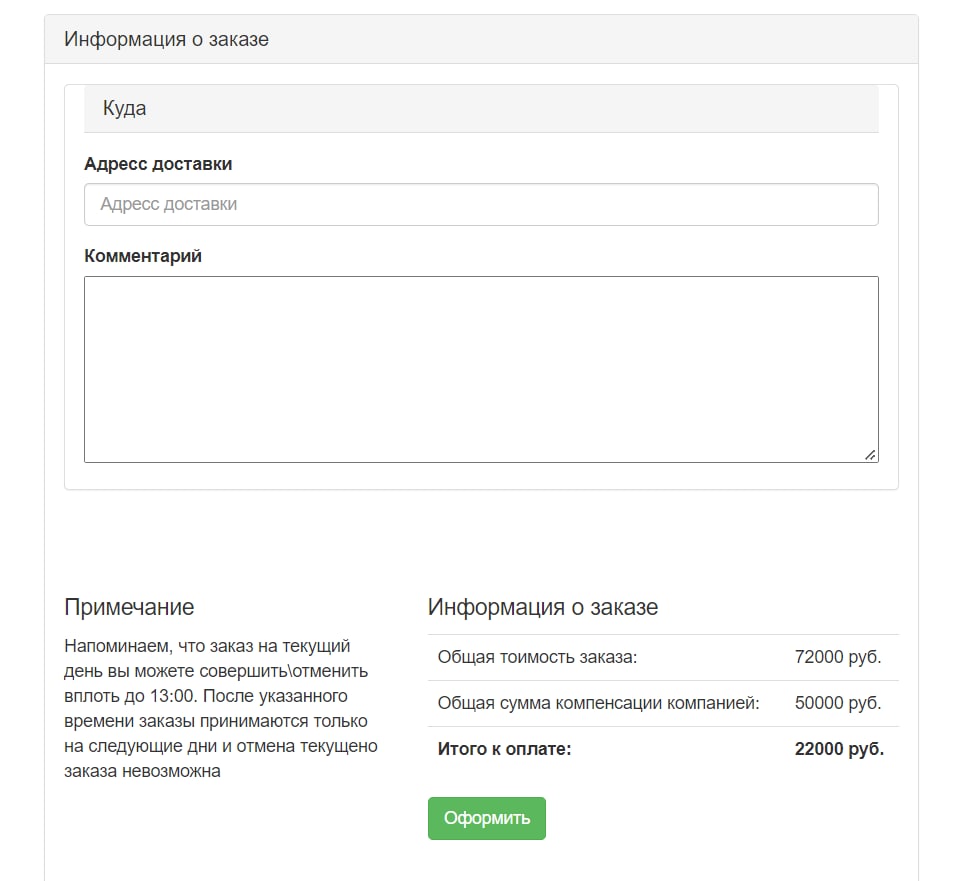 Информация о заказе
Куда
Адресс доставки
Адресс доставки
Комментарий
Примечание
Напоминаем, что заказ на текущий
день вы можете совершить\отменить
вплоть до 13:00. После указанного
времени заказы принимаются только
на следующие дни и отмена текущено
заказа невозможна
Информация о заказе
Общая тоимость заказа: 72000 руб.
Общая сумма компенсации компанией: 50000 руб.
Итого к оплате: 22000 руб.
Оформить